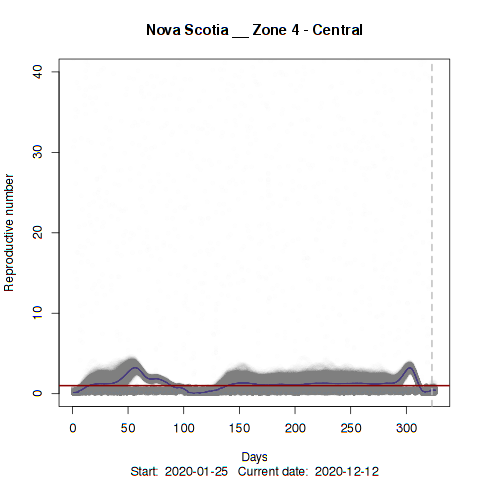 Nova Scotia __ Zone 4 - Central
40
30
20
10
0
Reproductive number
0 50 100 150 200 250 300
Days
Start: 2020-01-25 Current date: 2020-12-12